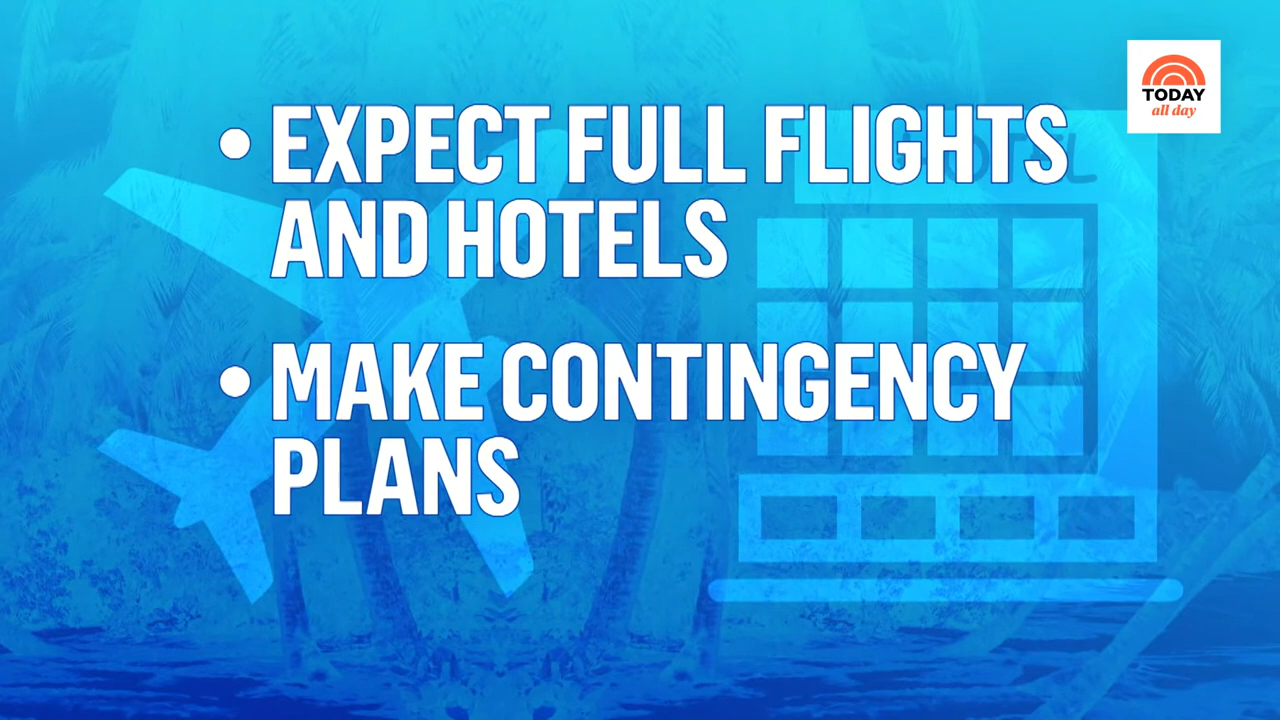 • EXPECT FULL FLIGHTS
AND HOTELS
• MAKE CONTINGENCY
PLANS
TODAY
all day